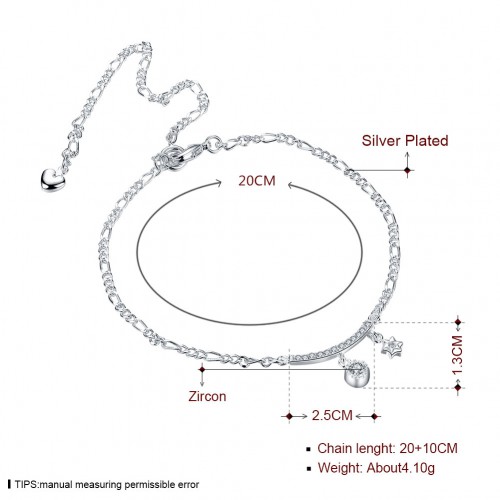 Silver Plated
20CM
1.3CM
Zircon
2.5CM
• Chain lenght: 20+10CM
• Weight: About4.10g
TIPS:manual measuring permissible error